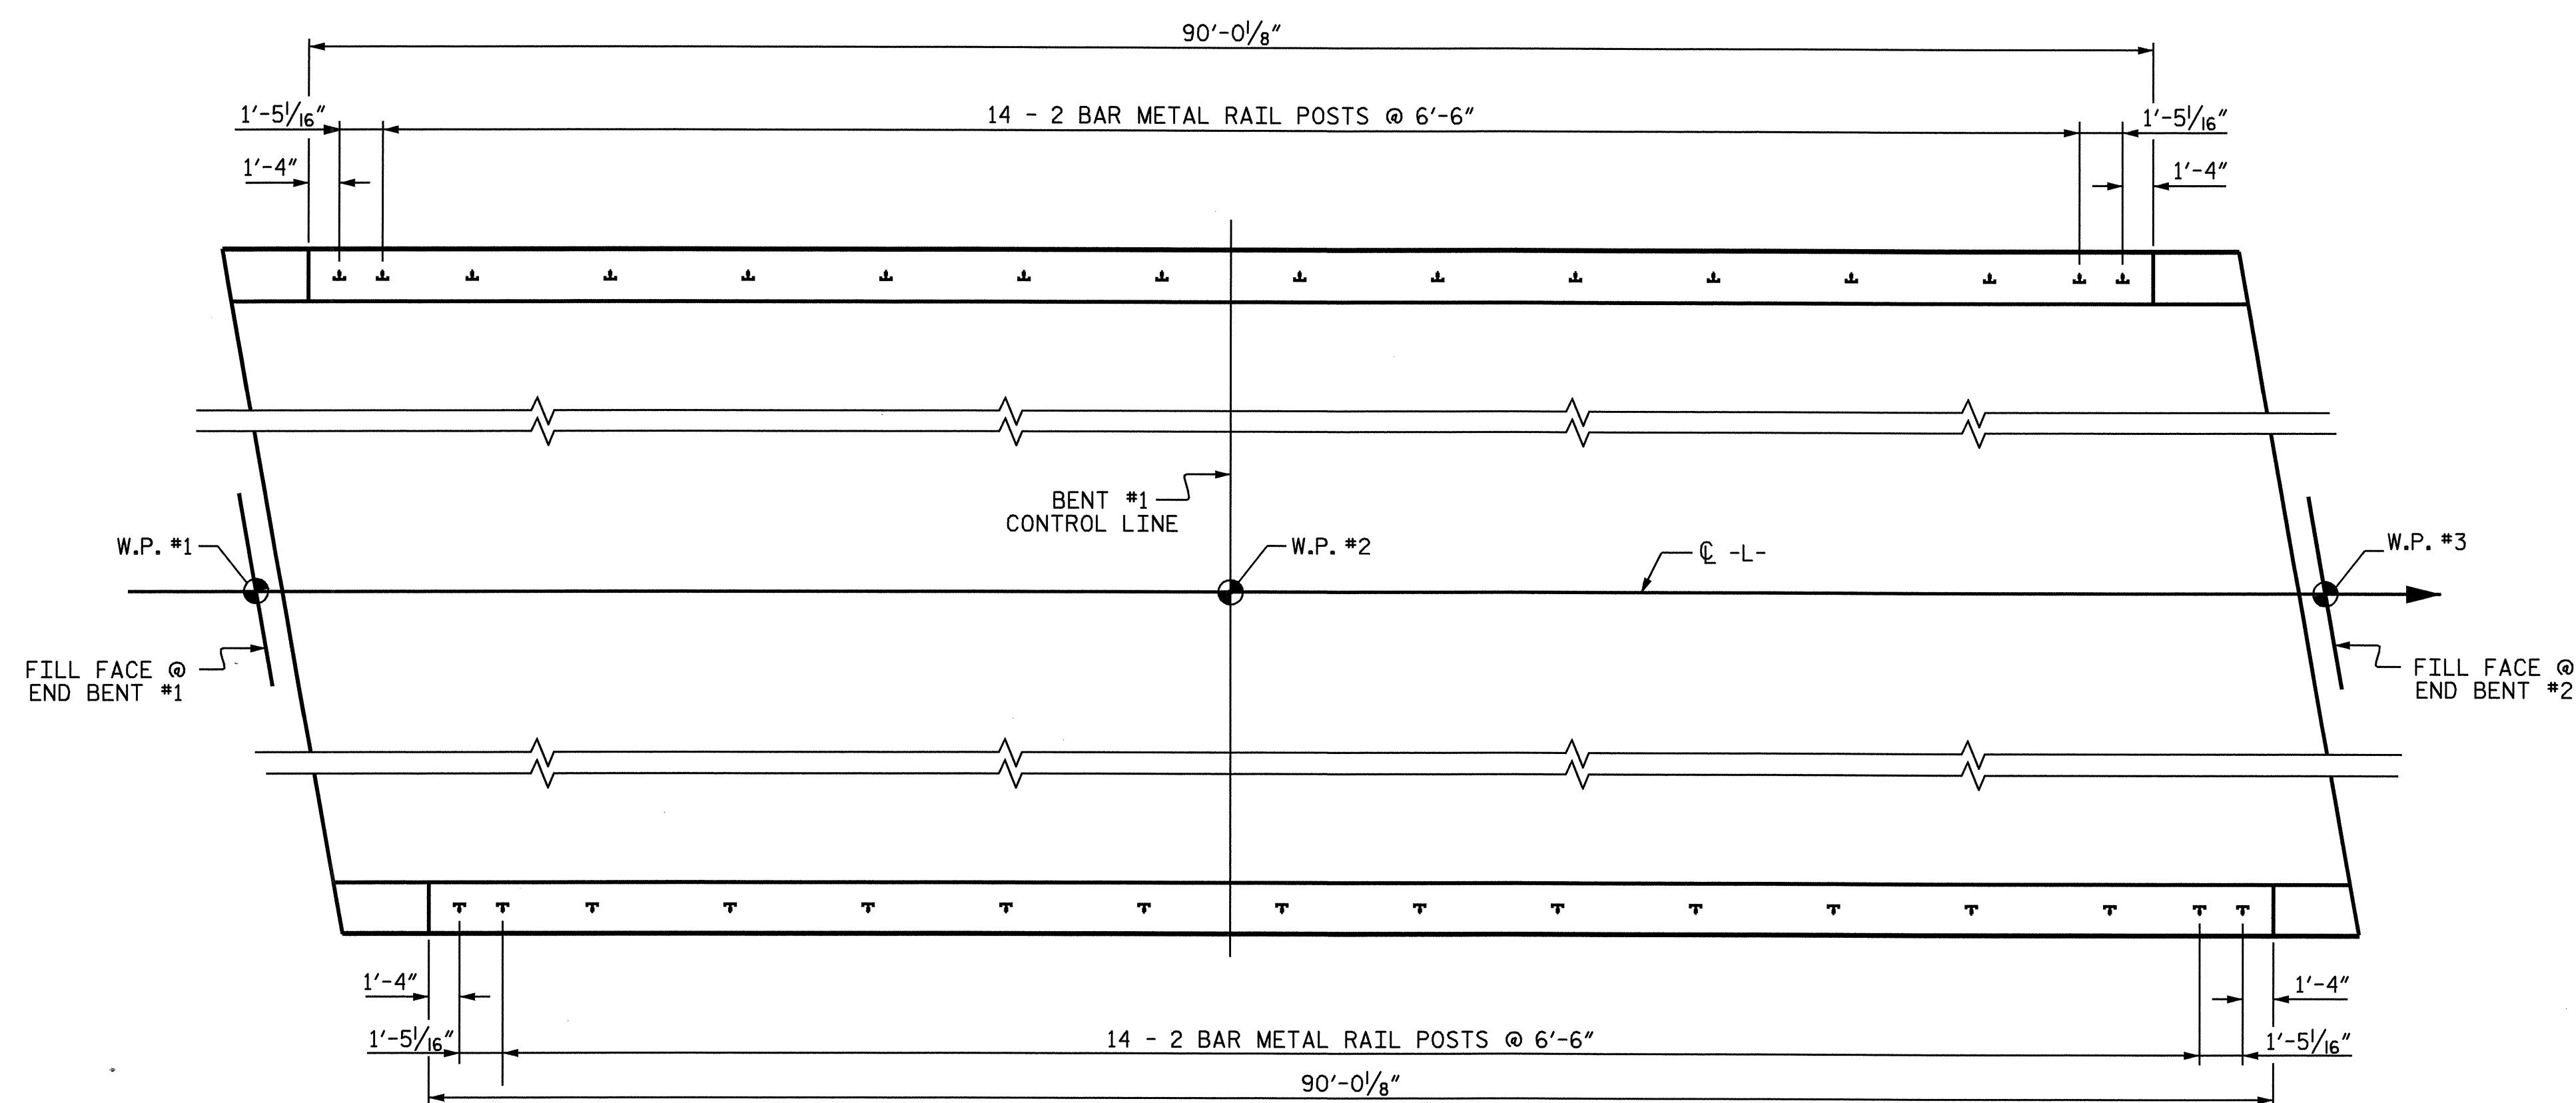 90'-0 1/8"
1'-5 1/16"
14 - 2 BAR METAL RAIL POSTS @ 6'-6"
1'-5 1/16"
1'-4"
1'-4"
BENT #1
CONTROL LINE
W.P. #1
W.P. #2
℄ -L-
W.P. #3
FILL FACE @
END BENT #1
FILL FACE @
END BENT #2
1'-4"
1'-4"
1'-5 1/16"
14 - 2 BAR METAL RAIL POSTS @ 6'-6"
1'-5 1/16"
90'-0 1/8"